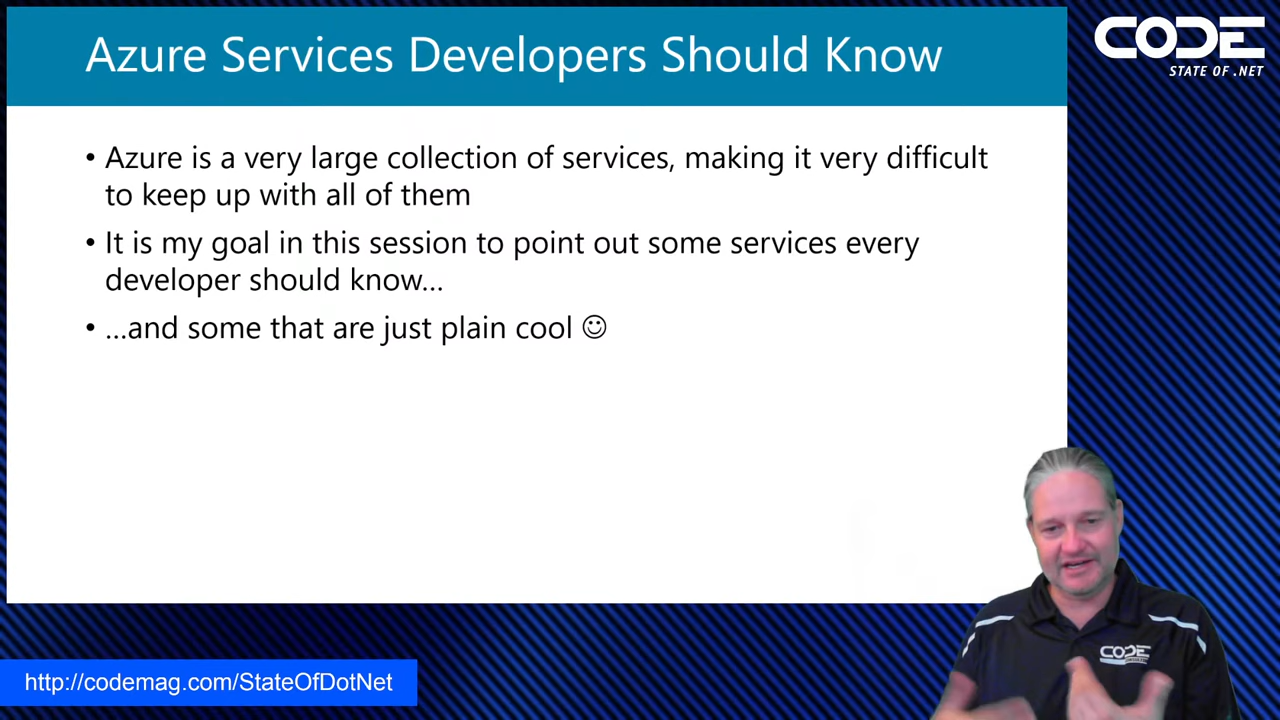 Azure Services Developers Should Know
CODE
STATE OF .NET
• Azure is a very large collection of services, making it very difficult
to keep up with all of them
• It is my goal in this session to point out some services every
developer should know...
• ...and some that are just plain cool ☺
CODE
http://codemag.com/StateOfDotNet